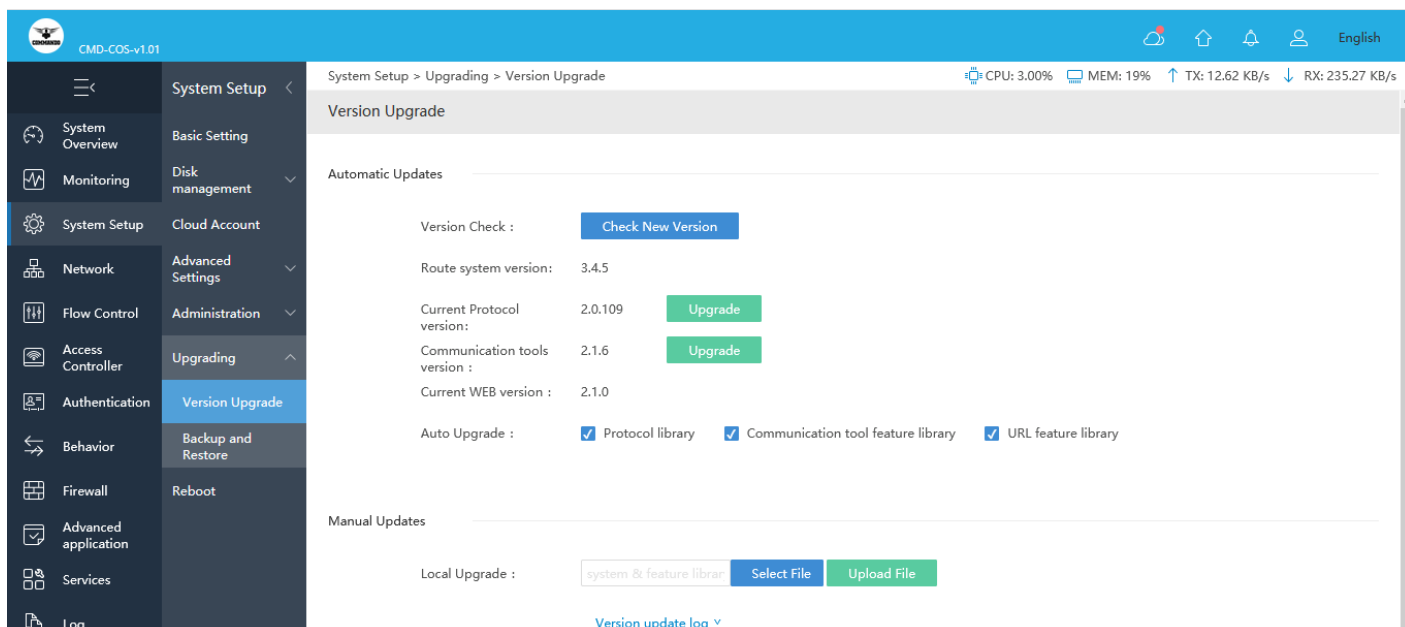 COMMANDO
CMD-COS-v1.01
English
System Setup
System Setup > Upgrading > Version Upgrade
CPU: 3.00%
MEM: 19%
TX: 12.62 KB/s
RX: 235.27 KB/s
Version Upgrade
System
Overview
Monitoring
System Setup
Network
Flow Control
Access
Controller
Authentication
Behavior
Firewall
Advanced
application
Services
Log
Basic Setting
Disk
management
Cloud Account
Advanced
Settings
Administration
Upgrading
Version Upgrade
Backup and
Restore
Reboot
Automatic Updates
Version Check :
Check New Version
Route system version:
3.4.5
Current Protocol
version:
2.0.109
Upgrade
Communication tools
version :
2.1.6
Upgrade
Current WEB version :
2.1.0
Auto Upgrade :
Protocol library
Communication tool feature library
URL feature library
Manual Updates
Local Upgrade :
system & feature librar
Select File
Upload File
Version update log